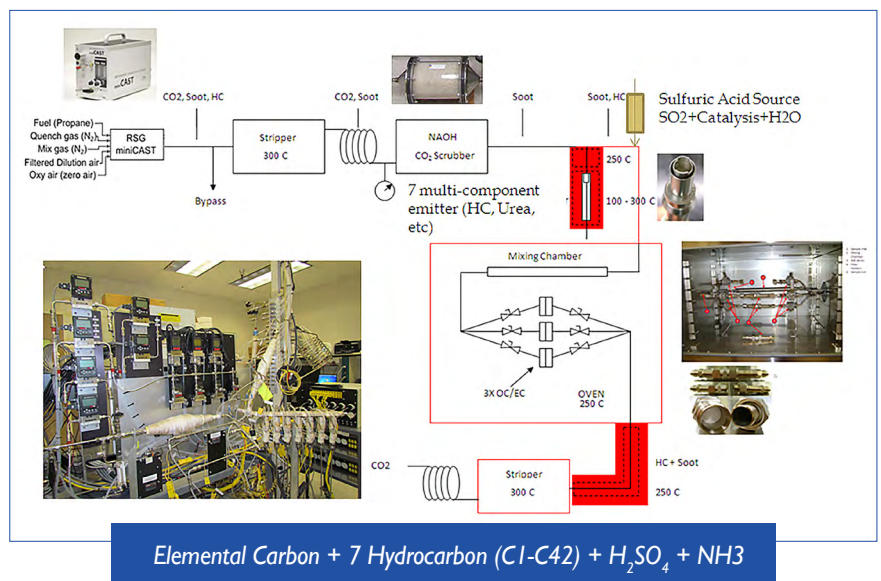 miniCAST
CO2, Soot, HC
CO2, Soot
Soot
Soot, HC
Sulfuric Acid Source
SO2+Catalysis+H2O
Fuel (Propane)
Quench gas (N2)
Mix gas (N2)
Filtered Dilution air
Oxy air (zero air)
RSG
miniCAST
Stripper
300 C
NAOH
CO2 Scrubber
250 C
Bypass
7 multi-component
emitter (HC, Urea,
etc)
100 - 300 C
Mixing Chamber
3X OC/EC
OVEN
250 C
CO2
Stripper
300 C
HC + Soot
250 C
Elemental Carbon + 7 Hydrocarbon (C1-C42) + H2SO4 + NH3